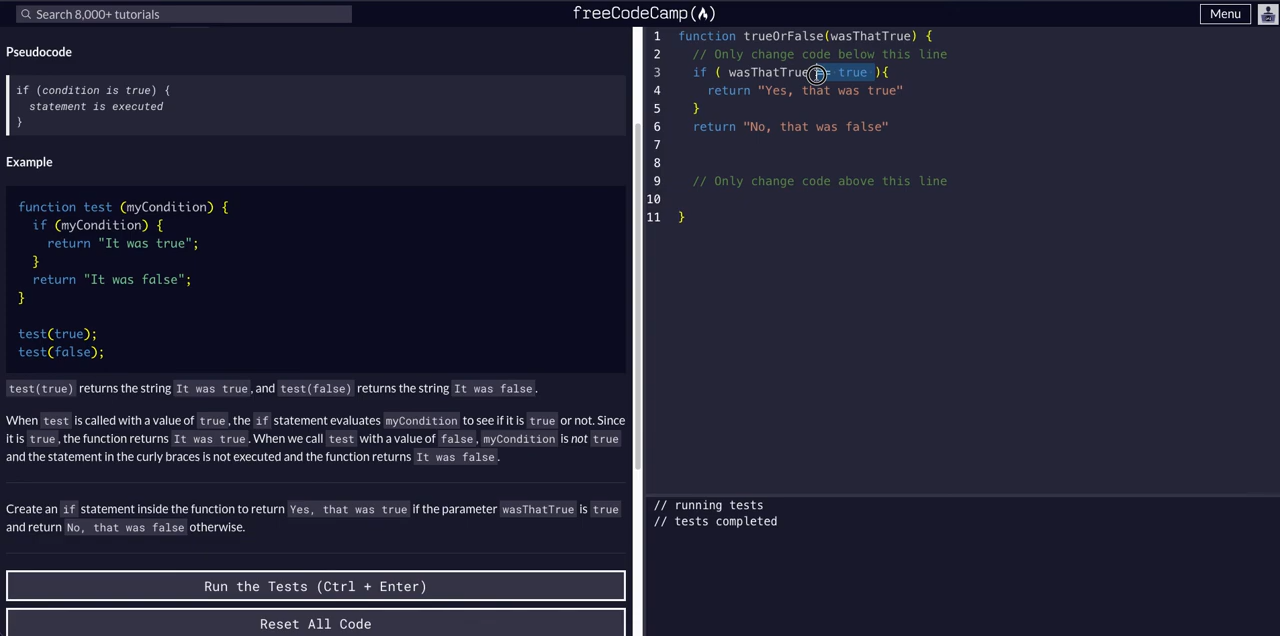 Search 8,000+ tutorials
freeCodeCamp
Menu
Pseudocode
if (condition is true) {
statement is executed
}
Example
function test (myCondition) {
if (myCondition) {
return "It was true";
}
return "It was false";
}
test(true);
test(false);
test(true) returns the string It was true, and test(false) returns the string It was false.
When test is called with a value of true, the if statement evaluates myCondition to see if it is true or not. Since
it is true, the function returns It was true. When we call test with a value of false, myCondition is not true
and the statement in the curly braces is not executed and the function returns It was false.
Create an if statement inside the function to return Yes, that was true if the parameter wasThatTrue is true
and return No, that was false otherwise.
Run the Tests (Ctrl + Enter)
Reset All Code
1 function trueOrFalse(wasThatTrue) {
2 // Only change code below this line
3 if ( wasThatTrue true ){
4 return "Yes, that was true"
5 }
6 return "No, that was false"
7
8
9 // Only change code above this line
10
11 }
// running tests
// tests completed